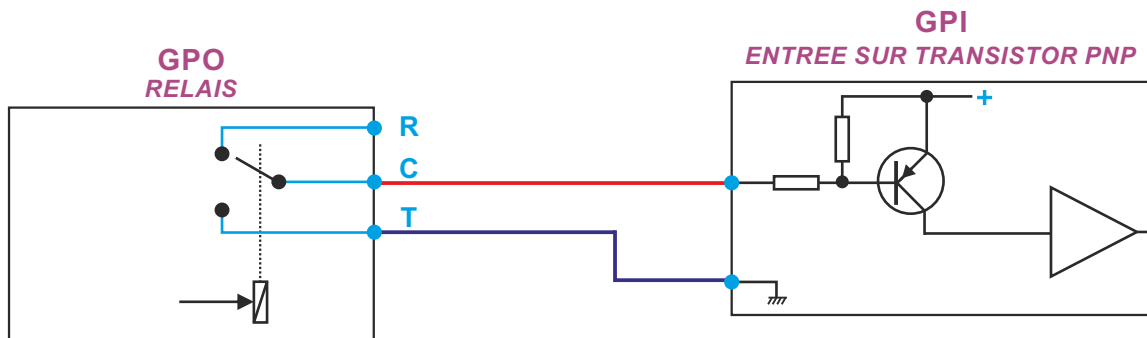 GPO
RELAIS
GPI
ENTREE SUR TRANSISTOR PNP
R
C
T
+